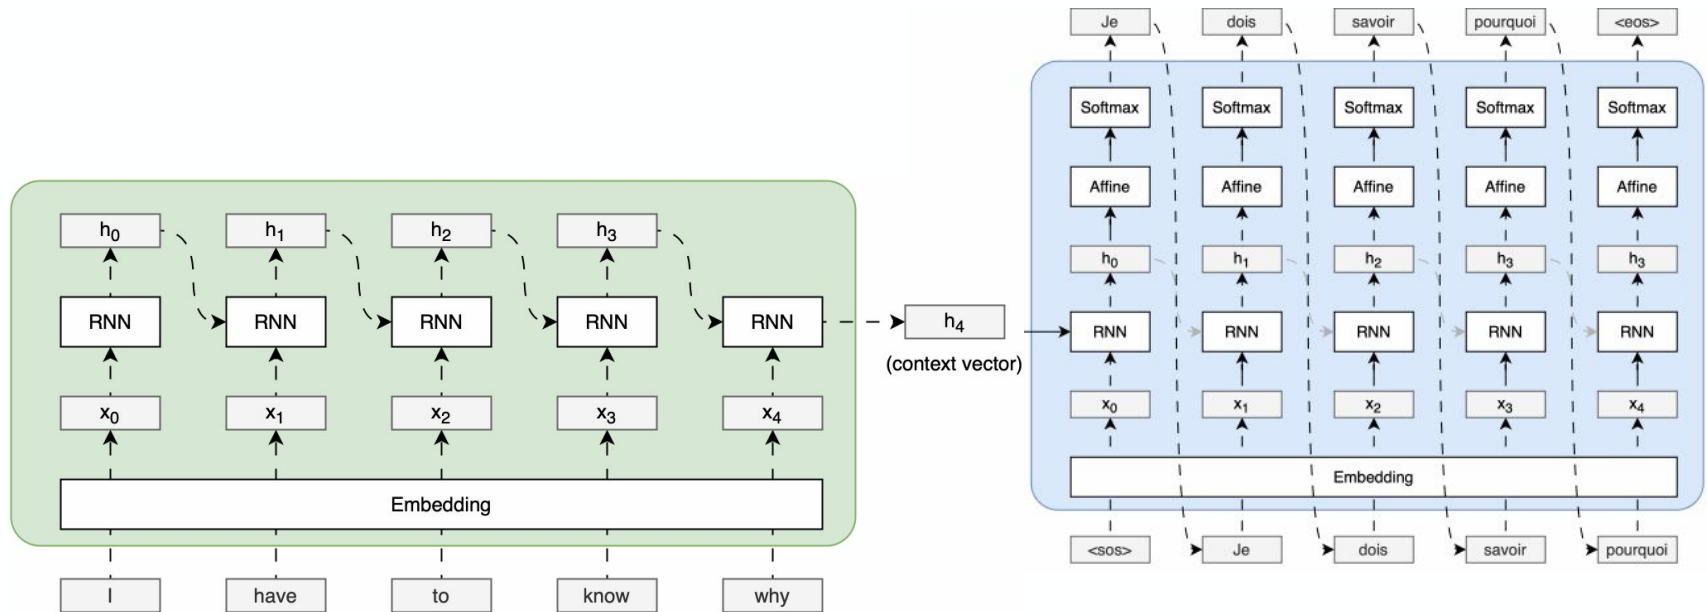 Je dois savoir pourquoi <eos>
Softmax Softmax Softmax Softmax Softmax
Affine Affine Affine Affine Affine
h0 h1 h2 h3
h0 h1 h2 h3 h3
RNN RNN RNN RNN RNN
h4
(context vector)
RNN RNN RNN RNN RNN
x0 x1 x2 x3 x4
x0 x1 x2 x3 x4
Embedding
Embedding
<sos> Je dois savoir pourquoi
I have to know why